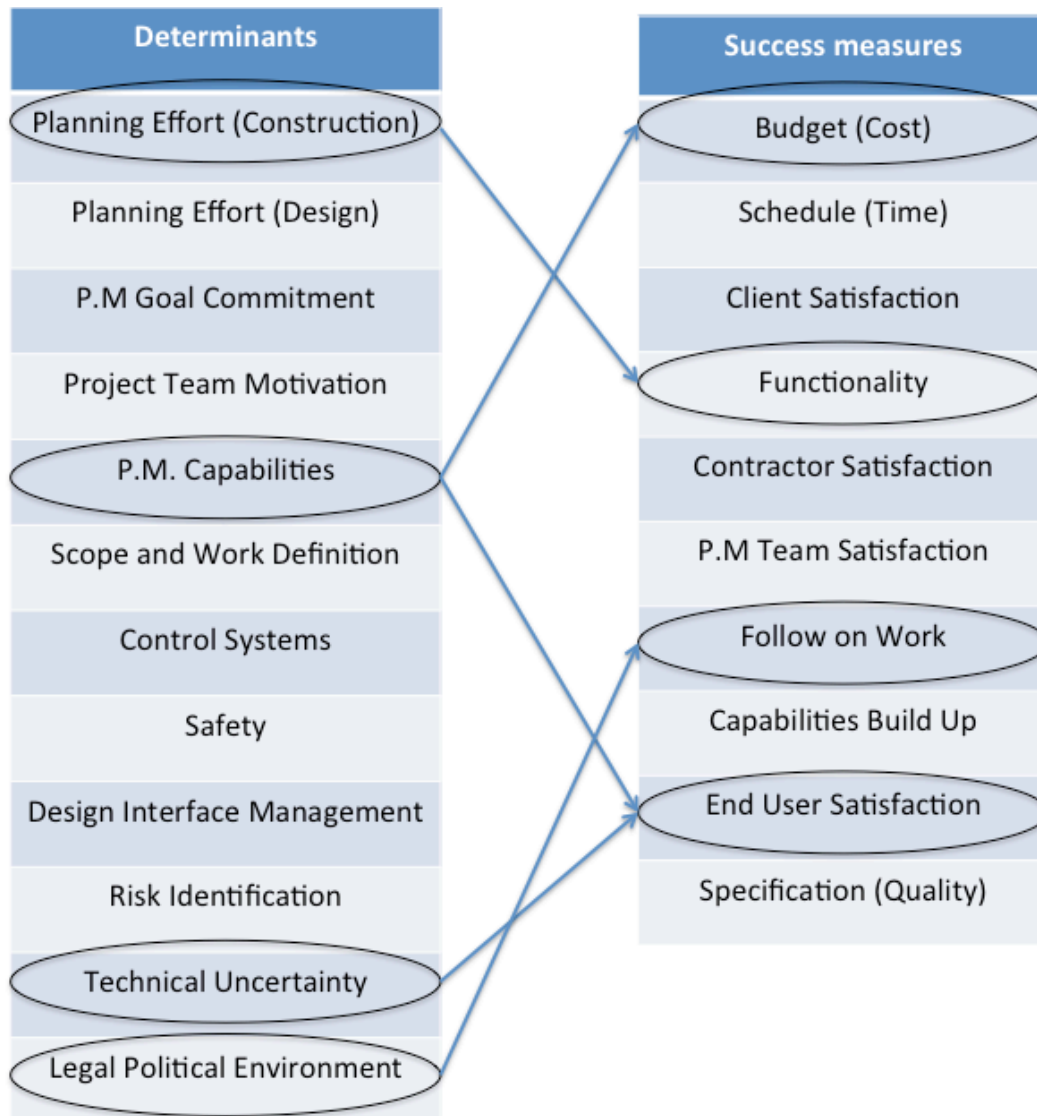 Determinants
Planning Effort (Construction)
Planning Effort (Design)
P.M Goal Commitment
Project Team Motivation
P.M. Capabilities
Scope and Work Definition
Control Systems
Safety
Design Interface Management
Risk Identification
Technical Uncertainty
Legal Political Environment
Success measures
Budget (Cost)
Schedule (Time)
Client Satisfaction
Functionality
Contractor Satisfaction
P.M Team Satisfaction
Follow on Work
Capabilities Build Up
End User Satisfaction
Specification (Quality)